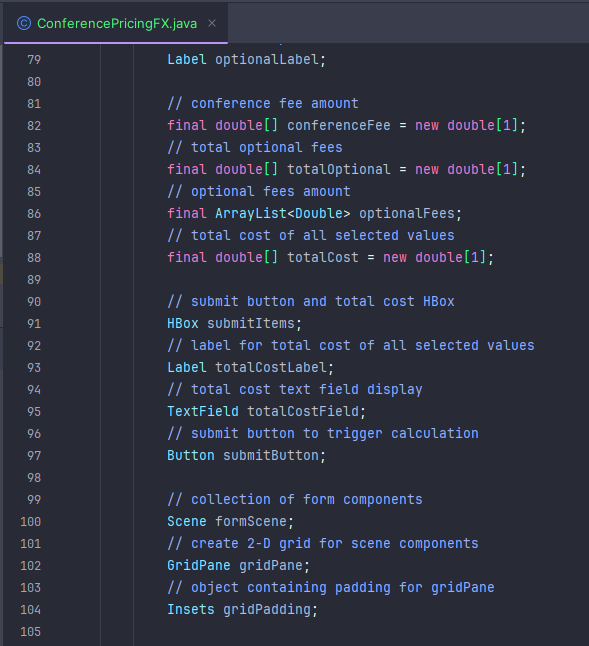 ConferencePricingFX.java
79 Label optionalLabel;
80
81 // conference fee amount
82 final double[] conferenceFee = new double[1];
83 // total optional fees
84 final double[] totalOptional = new double[1];
85 // optional fees amount
86 final ArrayList<Double> optionalFees;
87 // total cost of all selected values
88 final double[] totalCost = new double[1];
89
90 // submit button and total cost HBox
91 HBox submitItems;
92 // label for total cost of all selected values
93 Label totalCostLabel;
94 // total cost text field display
95 TextField totalCostField;
96 // submit button to trigger calculation
97 Button submitButton;
98
99 // collection of form components
100 Scene formScene;
101 // create 2-D grid for scene components
102 GridPane gridPane;
103 // object containing padding for gridPane
104 Insets gridPadding;
105